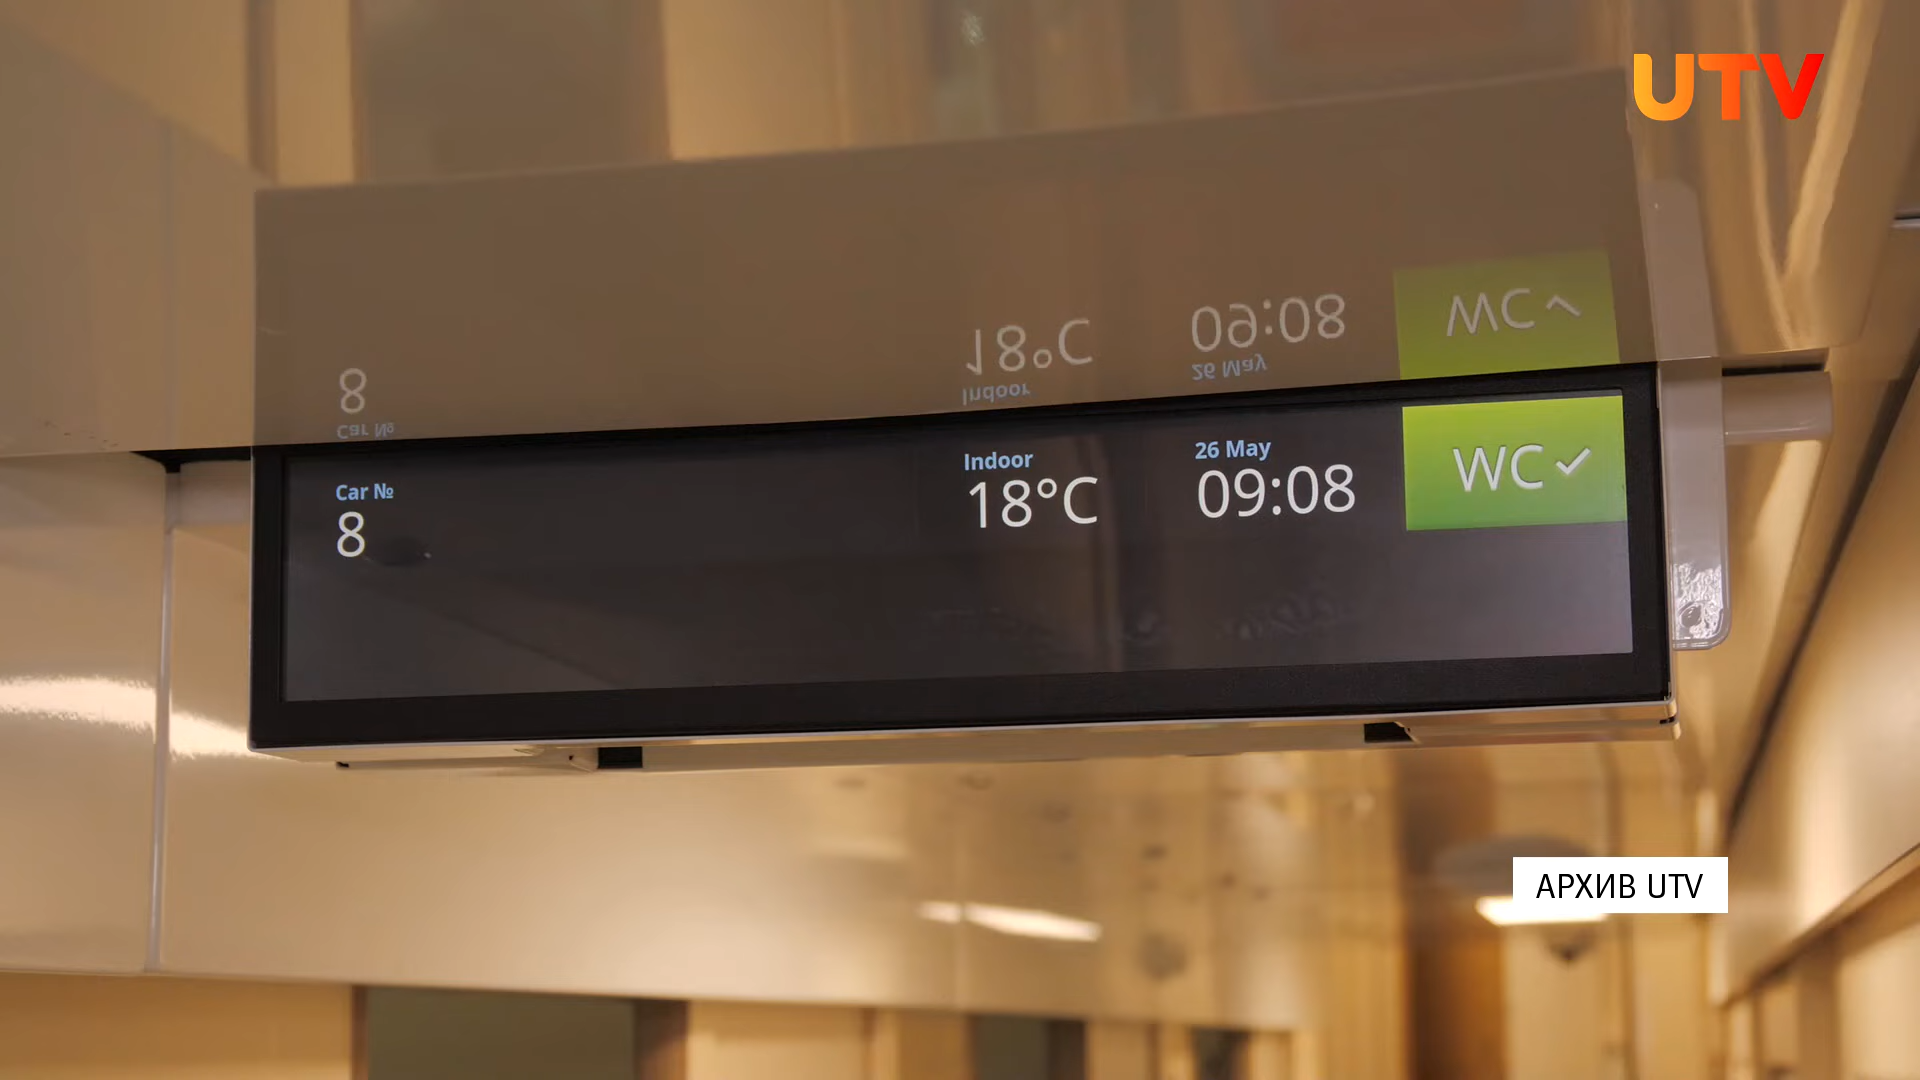 UTV
Car №
8
Indoor
18°C
26 May
09:08
WC ✓
АРХИВ UTV